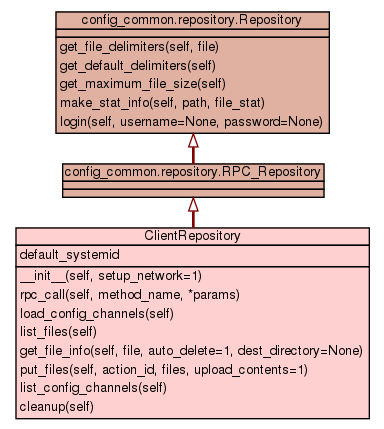 config_common.repository.Repository
get_file_delimiters(self, file)
get_default_delimiters(self)
get_maximum_file_size(self)
make_stat_info(self, path, file_stat)
login(self, username=None, password=None)
config_common.repository.RPC_Repository
ClientRepository
default_systemid
__init__(self, setup_network=1)
rpc_call(self, method_name, *params)
load_config_channels(self)
list_files(self)
get_file_info(self, file, auto_delete=1, dest_directory=None)
put_files(self, action_id, files, upload_contents=1)
list_config_channels(self)
cleanup(self)